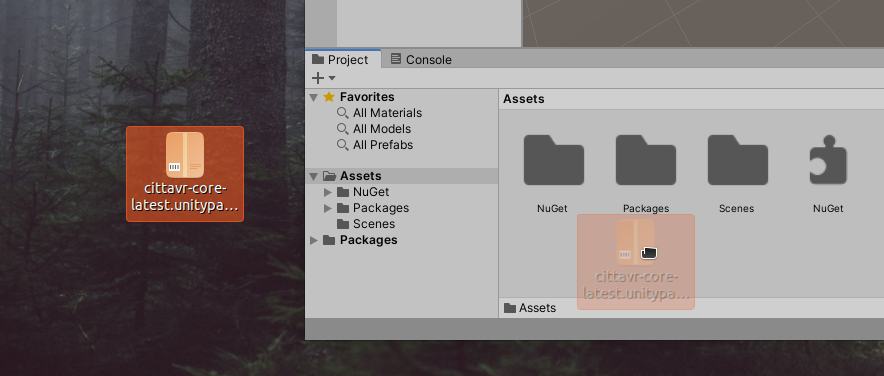 Project
Console
Favorites
All Materials
All Models
All Prefabs
Assets
NuGet
Packages
Scenes
Packages
Assets
NuGet
Packages
Scenes
NuGet
Assets
cittavr-core-
latest.unitypa...
cittavr-core-
latest.unitypa...